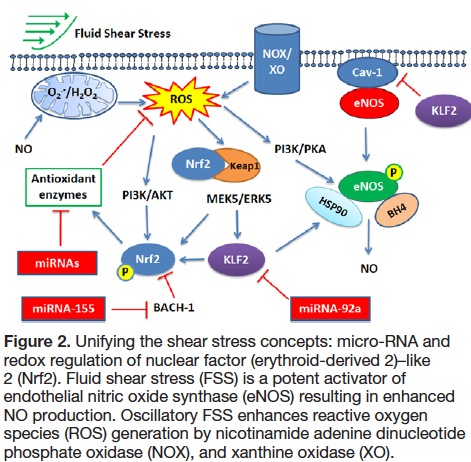 Fluid Shear Stress
NOX/
XO
Cav-1
eNOS
KLF2
O₂•⁻/H₂O₂
ROS
NO
Nrf2
Keap1
PI3K/PKA
P
eNOS
HSP90
BH4
Antioxidant
enzymes
PI3K/AKT
MEK5/ERK5
miRNAs
Nrf2
P
KLF2
NO
miRNA-155
BACH-1
miRNA-92a
Figure 2. Unifying the shear stress concepts: micro-RNA and
redox regulation of nuclear factor (erythroid-derived 2)–like
2 (Nrf2). Fluid shear stress (FSS) is a potent activator of
endothelial nitric oxide synthase (eNOS) resulting in enhanced
NO production. Oscillatory FSS enhances reactive oxygen
species (ROS) generation by nicotinamide adenine dinucleotide
phosphate oxidase (NOX), and xanthine oxidase (XO).